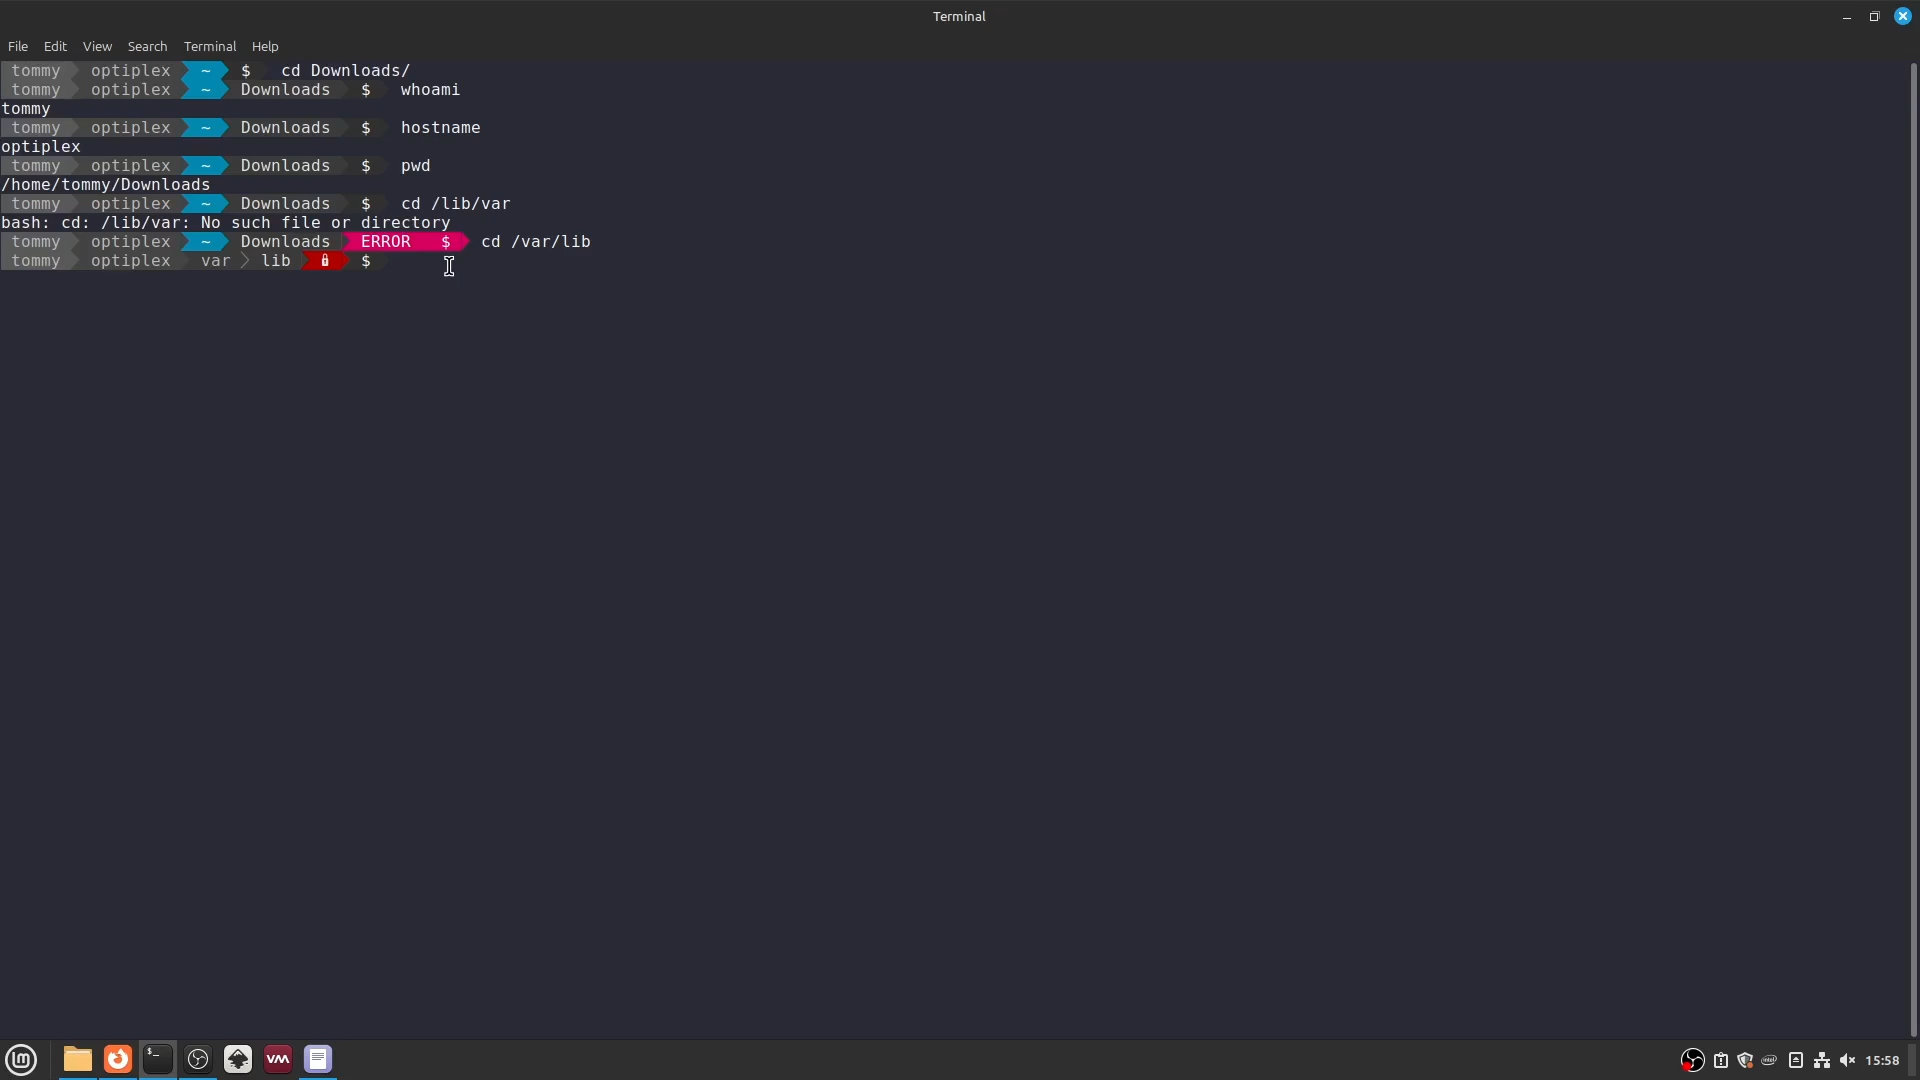 Terminal
File Edit View Search Terminal Help
tommy optiplex ~ $ cd Downloads/
tommy optiplex ~ Downloads $ whoami
tommy
tommy optiplex ~ Downloads $ hostname
optiplex
tommy optiplex ~ Downloads $ pwd
/home/tommy/Downloads
tommy optiplex ~ Downloads $ cd /lib/var
bash: cd: /lib/var: No such file or directory
tommy optiplex ~ Downloads ERROR $ cd /var/lib
tommy optiplex var lib $
$_ vm intel 15:58